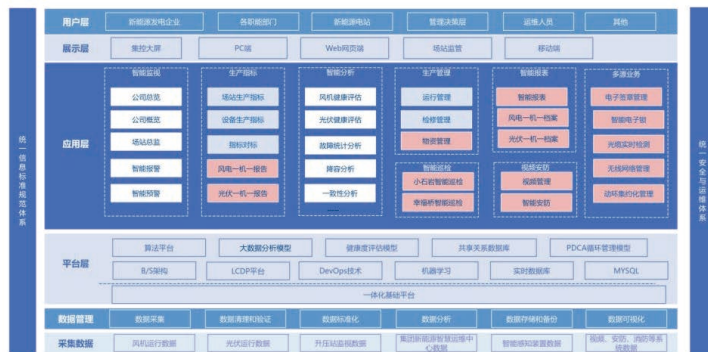 用户层
新能源发电企业
各职能部门
新能源电站
管理决策层
运维人员
其他
展示层
集控大屏
PC端
Web网页端
场站监管
移动端
应用层
智能监视
公司总览
公司概览
场站总监
智能报警
智能预警
生产指标
场站生产指标
设备生产指标
指标对标
风电一机一报告
光伏一机一报告
智能分析
风机健康评估
光伏健康评估
故障统计分析
降容分析
一致性分析
生产管理
运行管理
检修管理
物资管理
智能巡检
小石岩智能巡检
幸福桥智能巡检
智能报表
智能报表
风电一机一档案
光伏一机一档案
视频安防
视频管理
智能安防
多源业务
电子签章管理
智能电子锁
光缆实时检测
无线网络管理
动环集约化管理
平台层
算法平台
大数据分析模型
健康度评估模型
共享关系数据库
PDCA循环管理模型
B/S架构
LCDP平台
DevOps技术
机器学习
实时数据库
MYSQL
一体化基础平台
数据管理
数据采集
数据清理和验证
数据标准化
数据分析
数据存储和备份
数据可视化
采集数据
风机运行数据
光伏运行数据
升压站监视数据
集团新能源智慧运维中
心数据
智能感知装置数据
视频、安防、消防等系
统数据
统一信息标准规范体系
统一安全与运维体系